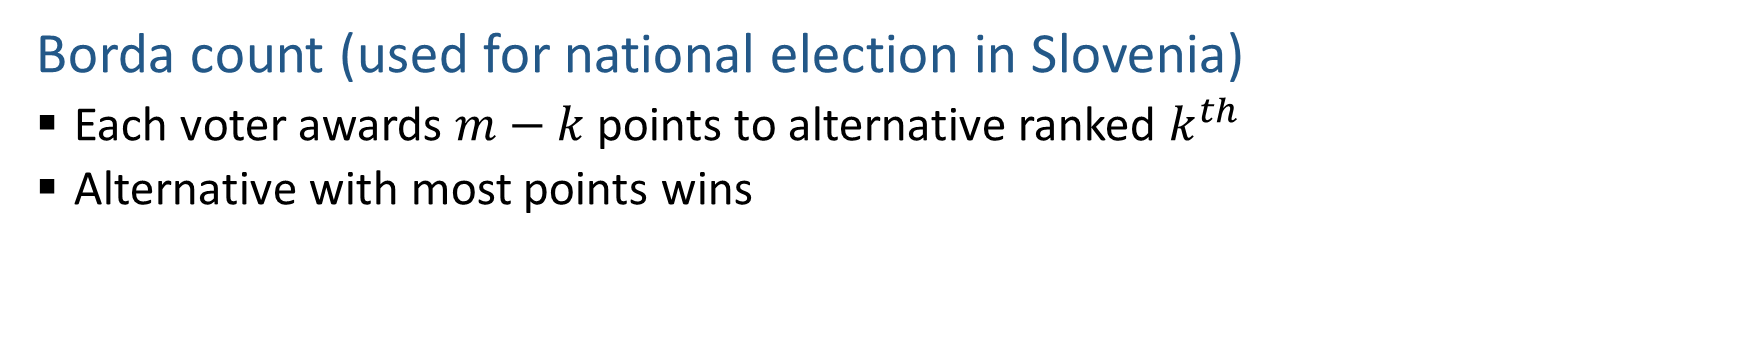 Borda count (used for national election in Slovenia)
▪ Each voter awards 𝑚 − 𝑘 points to alternative ranked 𝑘^𝑡ℎ
▪ Alternative with most points wins